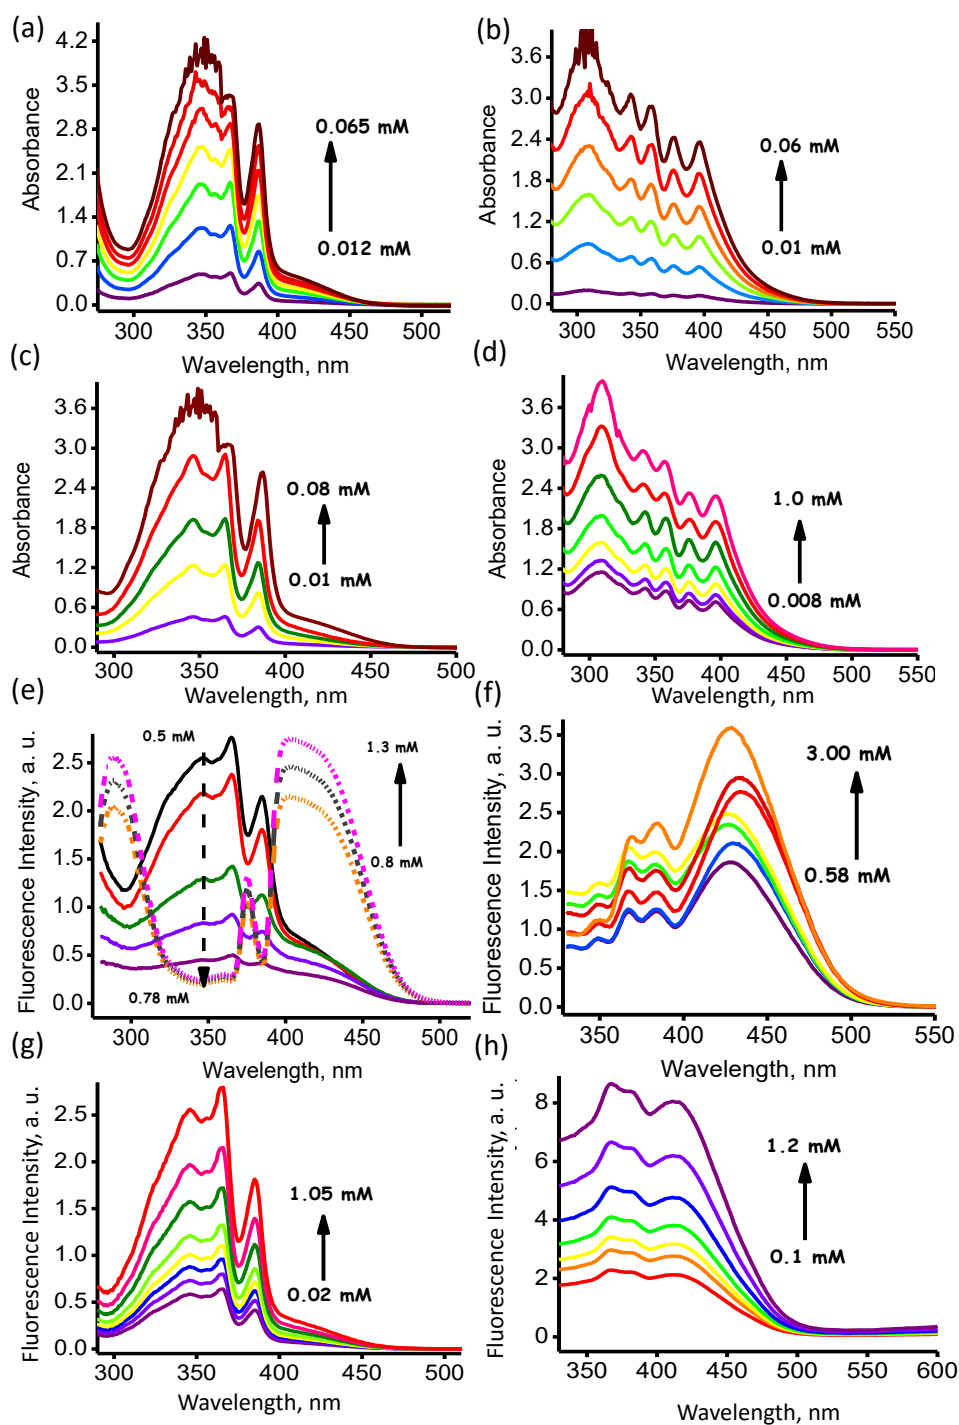 (a)
Absorbance
4.2
3.5
2.8
2.1
1.4
0.7
0.0
0.065 mM
0.012 mM
300 350 400 450 500
Wavelength, nm
(b)
Absorbance
3.6
3.0
2.4
1.8
1.2
0.6
0.0
0.06 mM
0.01 mM
300 350 400 450 500 550
Wavelength, nm
(c)
Absorbance
3.6
3.0
2.4
1.8
1.2
0.6
0.0
0.08 mM
0.01 mM
300 350 400 450 500
Wavelength, nm
(d)
Absorbance
3.6
3.0
2.4
1.8
1.2
0.6
0.0
1.0 mM
0.008 mM
300 350 400 450 500 550
Wavelength, nm
(e)
Fluorescence Intensity, a. u.
2.5
2.0
1.5
1.0
0.5
0.0
0.5 mM
0.78 mM
1.3 mM
0.8 mM
300 350 400 450 500
Wavelength, nm
(f)
Fluorescence Intensity, a. u.
3.5
3.0
2.5
2.0
1.5
1.0
0.5
0.0
3.00 mM
0.58 mM
350 400 450 500 550
Wavelength, nm
(g)
Fluorescence Intensity, a. u.
2.5
2.0
1.5
1.0
0.5
0.0
1.05 mM
0.02 mM
300 350 400 450 500
Wavelength, nm
(h)
Fluorescence Intensity, a. u.
8
6
4
2
0
1.2 mM
0.1 mM
350 400 450 500 550 600
Wavelength, nm